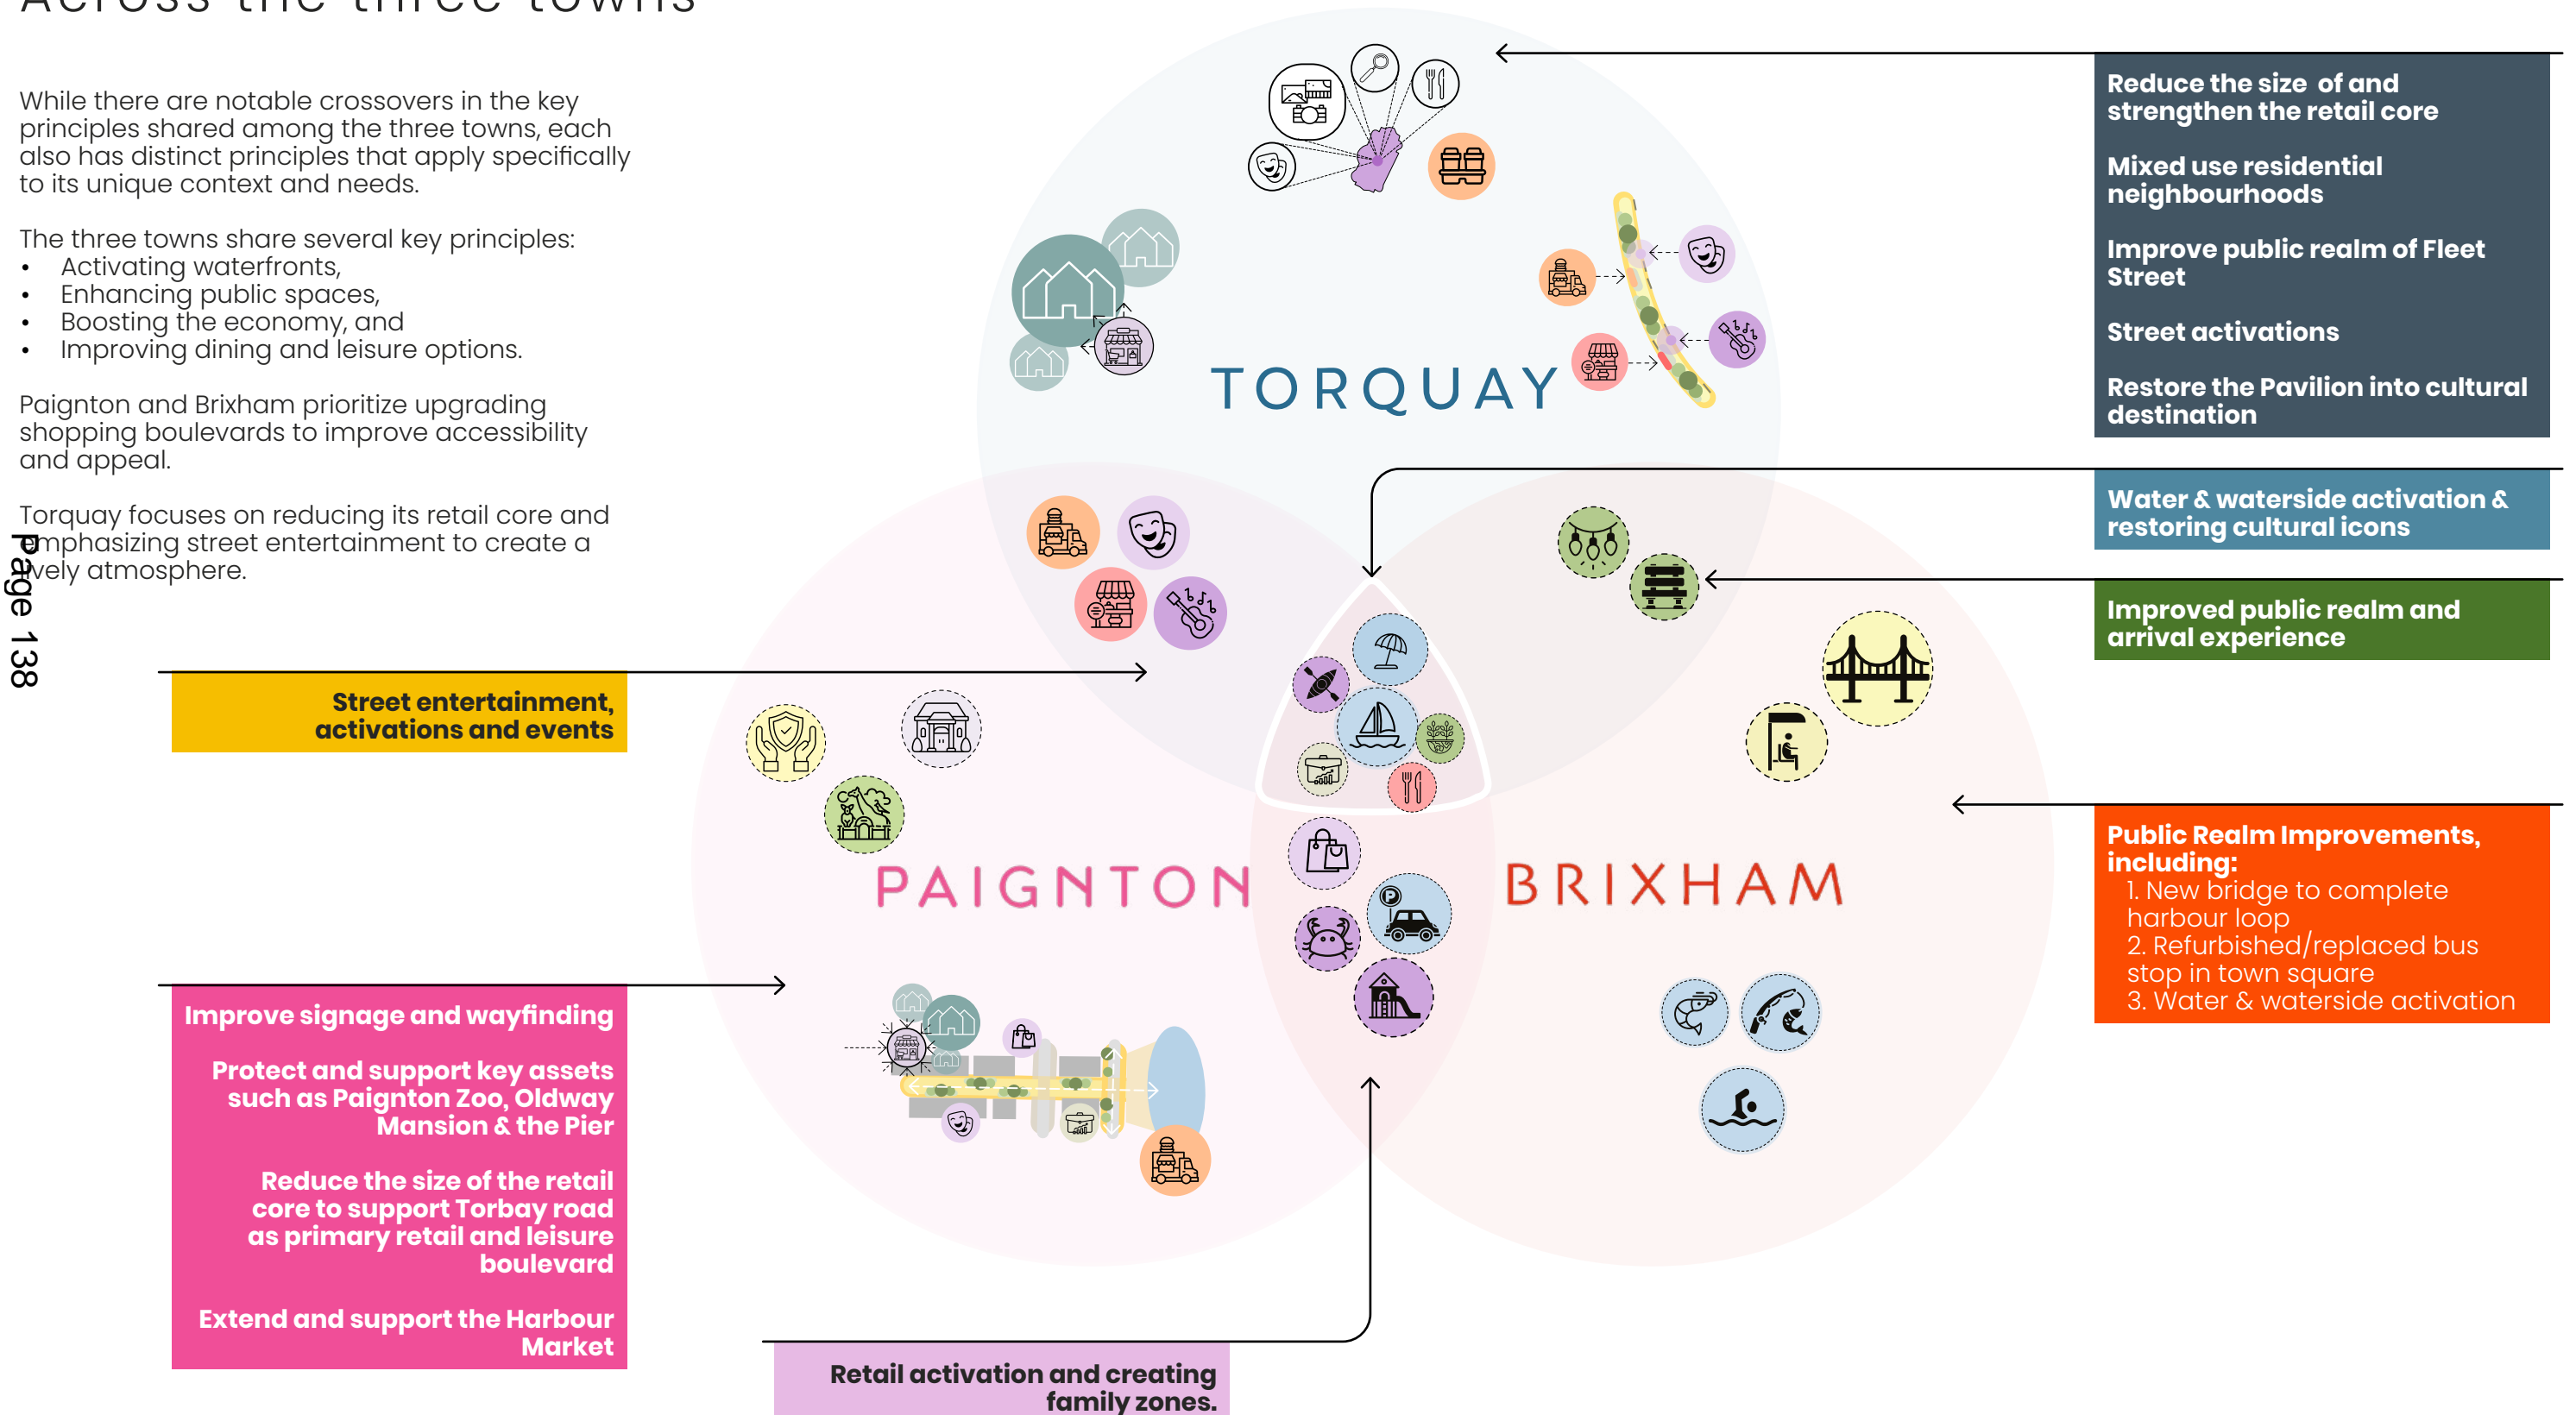 Across the three towns
While there are notable crossovers in the key
principles shared among the three towns, each
also has distinct principles that apply specifically
to its unique context and needs.
The three towns share several key principles:
• Activating waterfronts,
• Enhancing public spaces,
• Boosting the economy, and
• Improving dining and leisure options.
Paignton and Brixham prioritize upgrading
shopping boulevards to improve accessibility
and appeal.
Torquay focuses on reducing its retail core and
emphasizing street entertainment to create a
lively atmosphere.
Page 138
Street entertainment,
activations and events
Improve signage and wayfinding
Protect and support key assets
such as Paignton Zoo, Oldway
Mansion & the Pier
Reduce the size of the retail
core to support Torbay road
as primary retail and leisure
boulevard
Extend and support the Harbour
Market
Retail activation and creating
family zones.
TORQUAY
PAIGNTON
BRIXHAM
P
Reduce the size of and
strengthen the retail core
Mixed use residential
neighbourhoods
Improve public realm of Fleet
Street
Street activations
Restore the Pavilion into cultural
destination
Water & waterside activation &
restoring cultural icons
Improved public realm and
arrival experience
Public Realm Improvements,
including:
1. New bridge to complete
harbour loop
2. Refurbished/replaced bus
stop in town square
3. Water & waterside activation